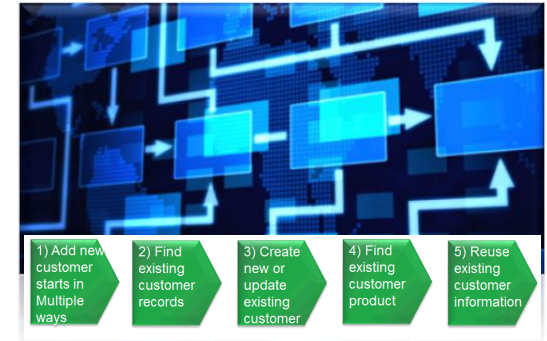 1) Add new
customer
starts in
Multiple
ways
2) Find
existing
customer
records
3) Create
new or
update
existing
customer
4) Find
existing
customer
product
5) Reuse
existing
customer
information